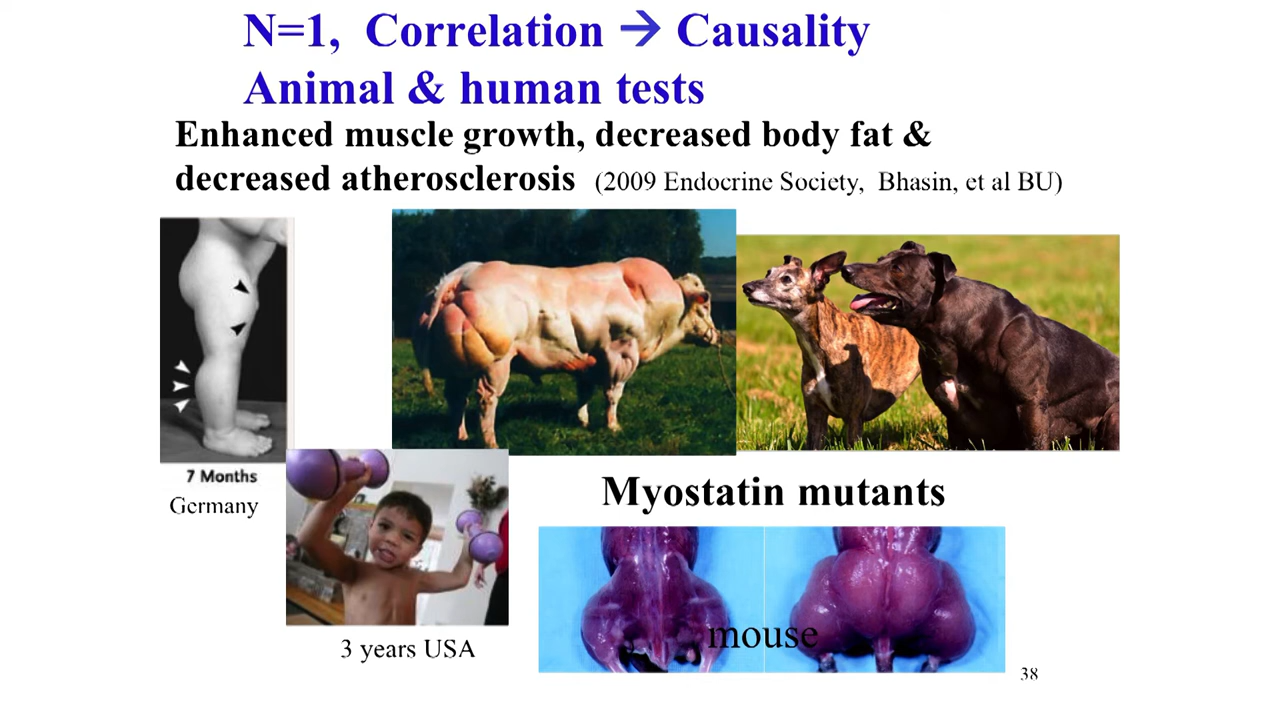 N=1, Correlation → Causality
Animal & human tests
Enhanced muscle growth, decreased body fat &
decreased atherosclerosis (2009 Endocrine Society, Bhasin, et al BU)
7 Months
Germany
Myostatin mutants
mouse
3 years USA
38